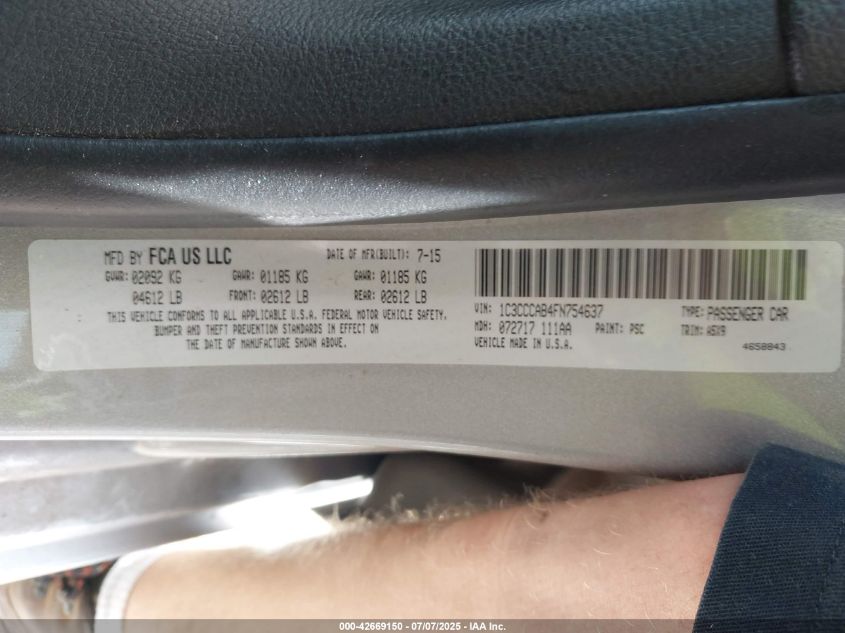 MFD BY FCA US LLC DATE OF MFR(BUILT): 7-15
GVWR: 02092 KG GAWR: 01185 KG GAWR: 01185 KG
04612 LB FRONT: 02612 LB REAR: 02612 LB
THIS VEHICLE CONFORMS TO ALL APPLICABLE U.S.A. FEDERAL MOTOR VEHICLE SAFETY,
BUMPER AND THEFT PREVENTION STANDARDS IN EFFECT ON
THE DATE OF MANUFACTURE SHOWN ABOVE.
VIN: 1C3CCCAB4FN754637 TYPE: PASSENGER CAR
MDH: 072717 111AA PAINT: PSC TRIM: A5X9
VEHICLE MADE IN U.S.A. 4658843
000-42669150 - 07/07/2025 - IAA Inc.